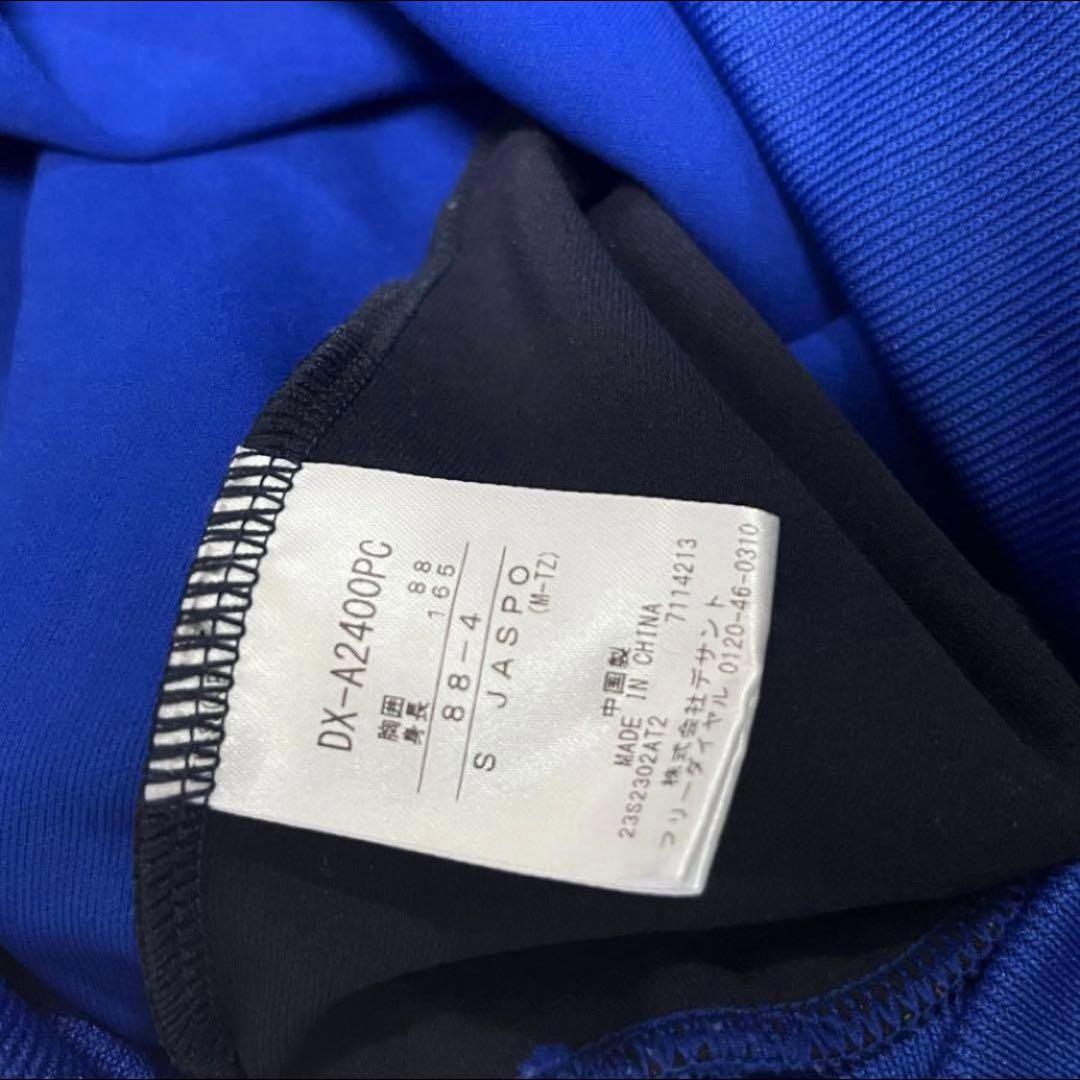 DX-A2400PC
胸囲 88
身長 165
88-4
S JASPO
(M-TZ)
中国製
MADE IN CHINA
23S2302AT2 7114213
株式会社デサント
フリーダイヤル 0120-46-0310